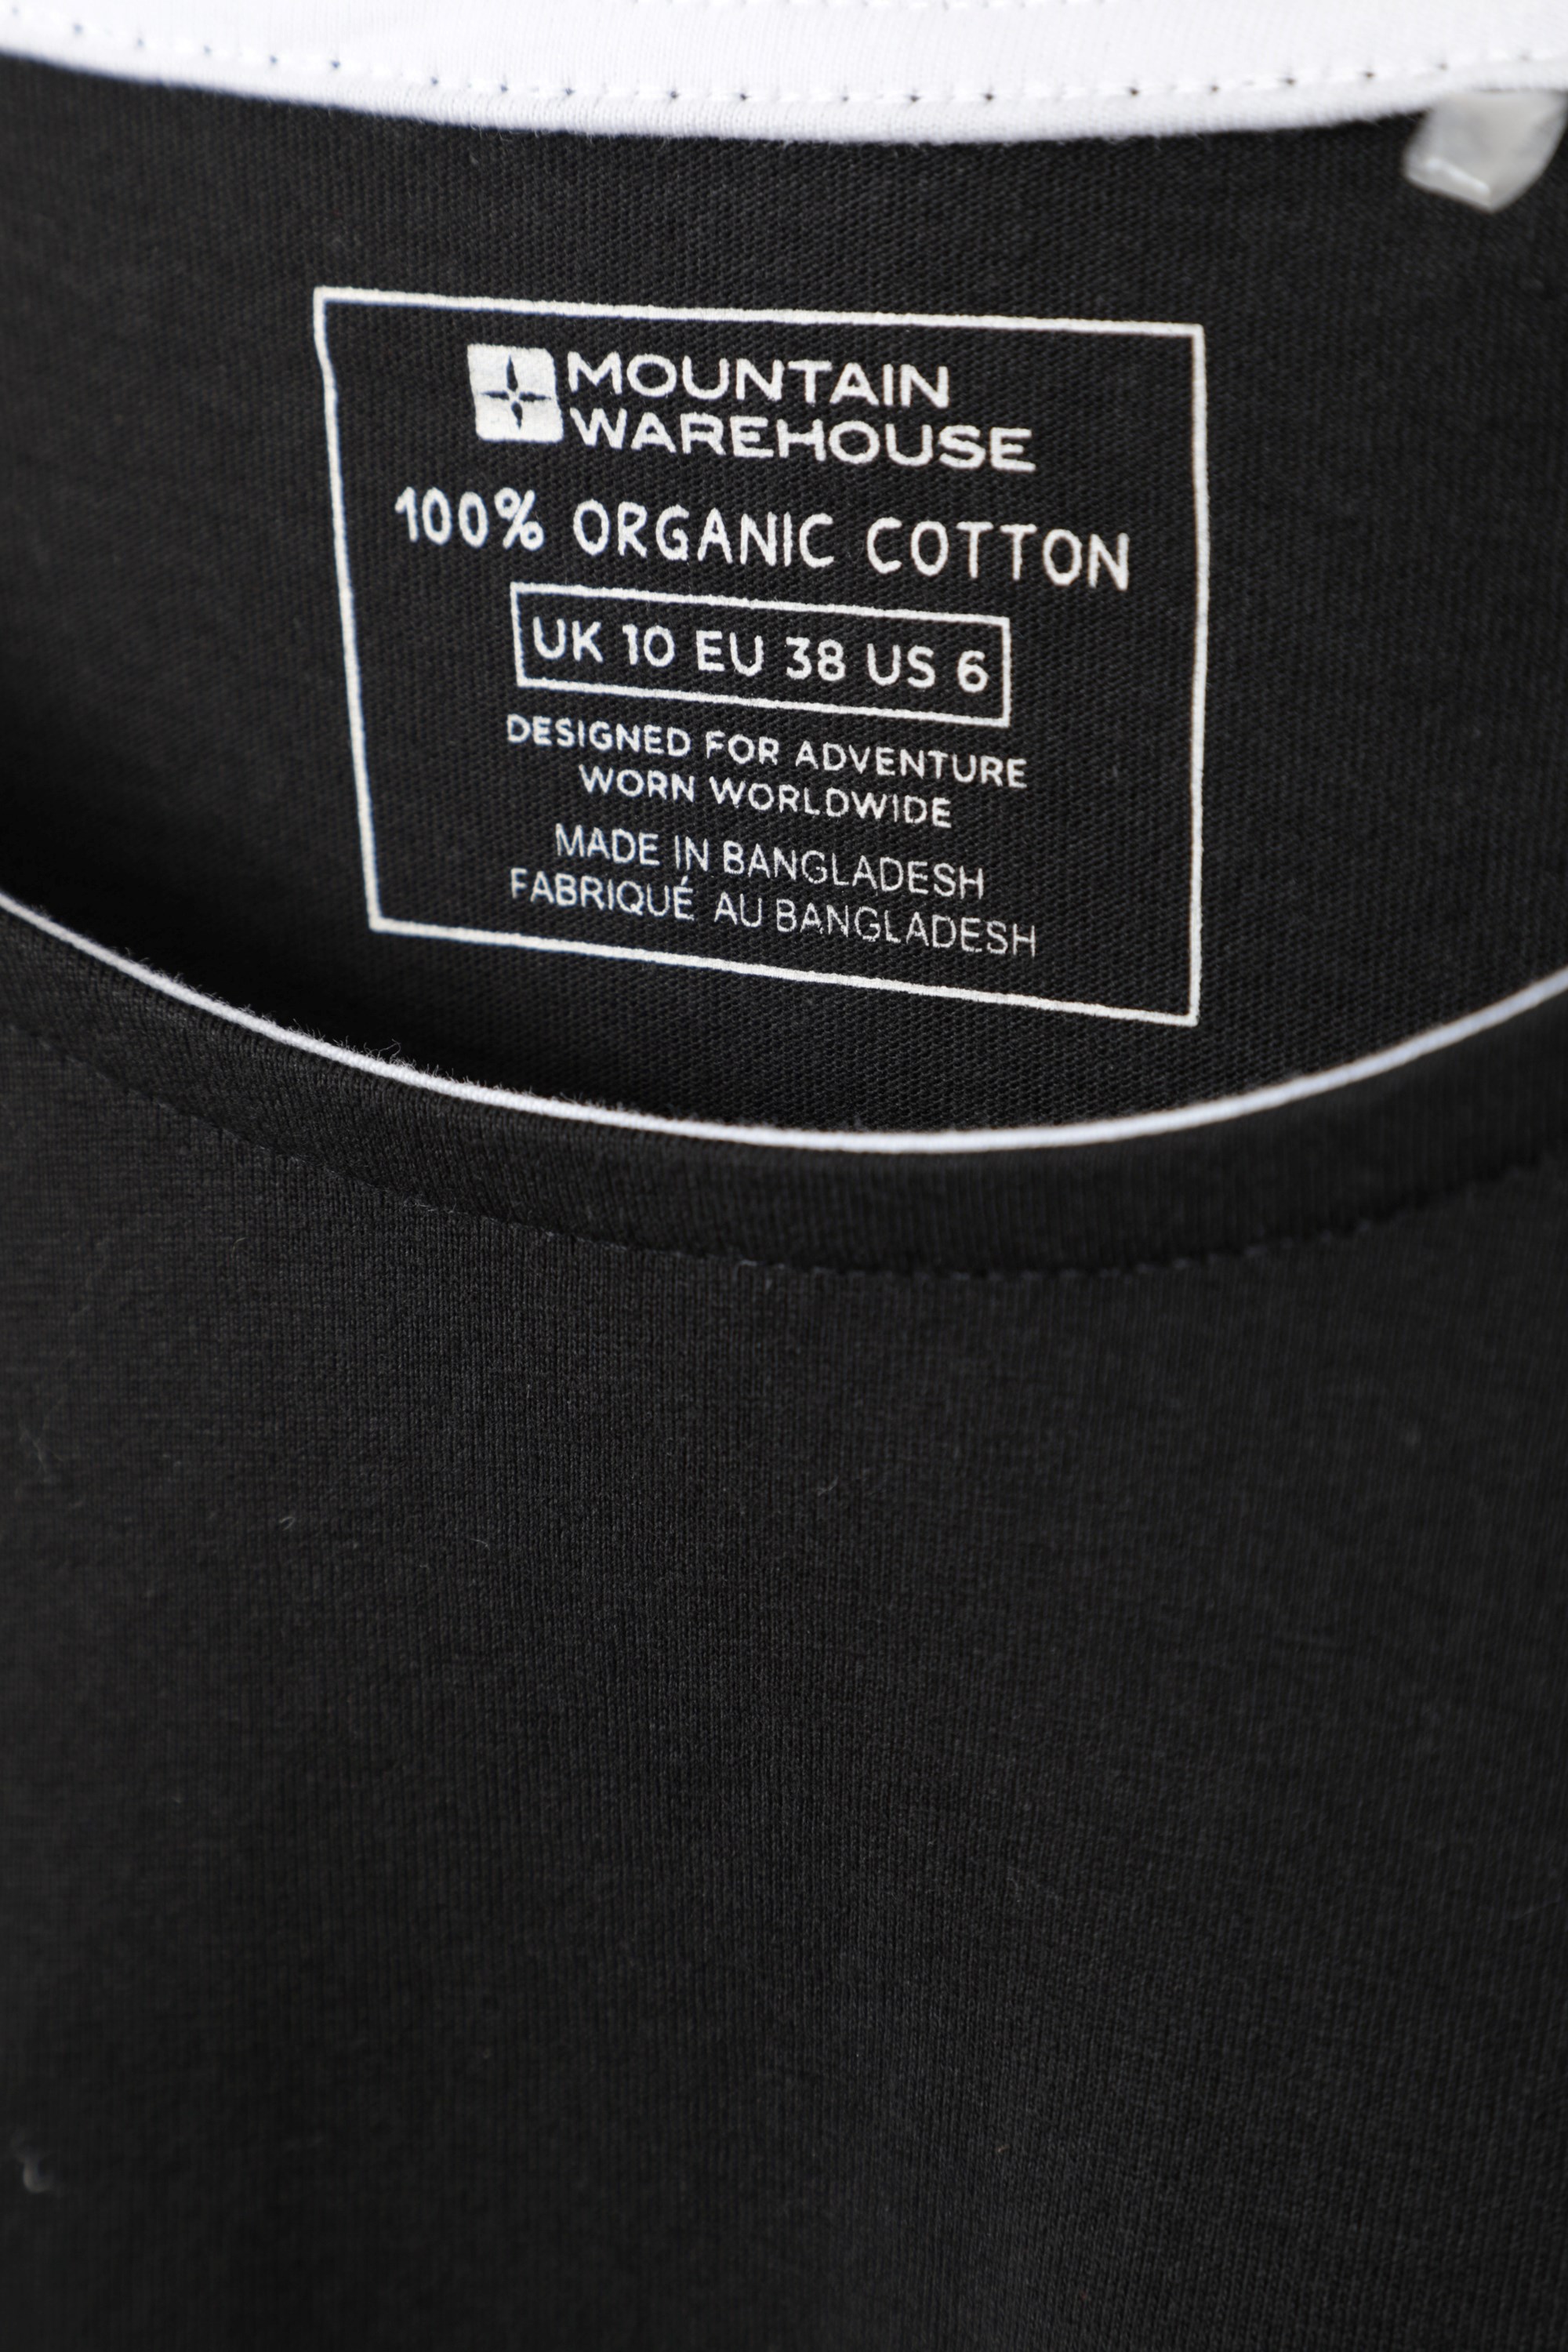 MOUNTAIN
WAREHOUSE
100% ORGANIC COTTON
UK 10 EU 38 US 6
DESIGNED FOR ADVENTURE
WORN WORLDWIDE
MADE IN BANGLADESH
FABRIQUÉ AU BANGLADESH